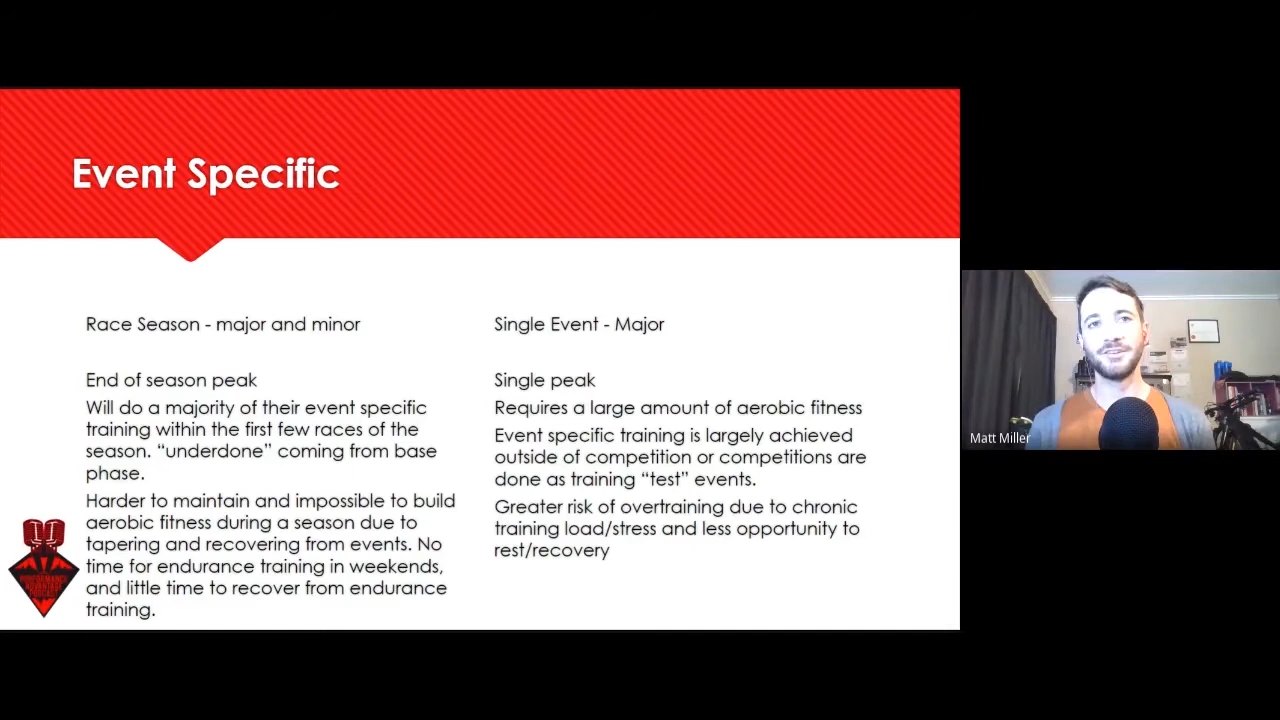 Event Specific
Race Season - major and minor
End of season peak
Will do a majority of their event specific
training within the first few races of the
season. “underdone” coming from base
phase.
Harder to maintain and impossible to build
aerobic fitness during a season due to
tapering and recovering from events. No
time for endurance training in weekends,
and little time to recover from endurance
training.
Single Event - Major
Single peak
Requires a large amount of aerobic fitness
Event specific training is largely achieved
outside of competition or competitions are
done as training “test” events.
Greater risk of overtraining due to chronic
training load/stress and less opportunity to
rest/recovery
PERFORMANCE
ADVANTAGE
PODCAST
Matt Miller